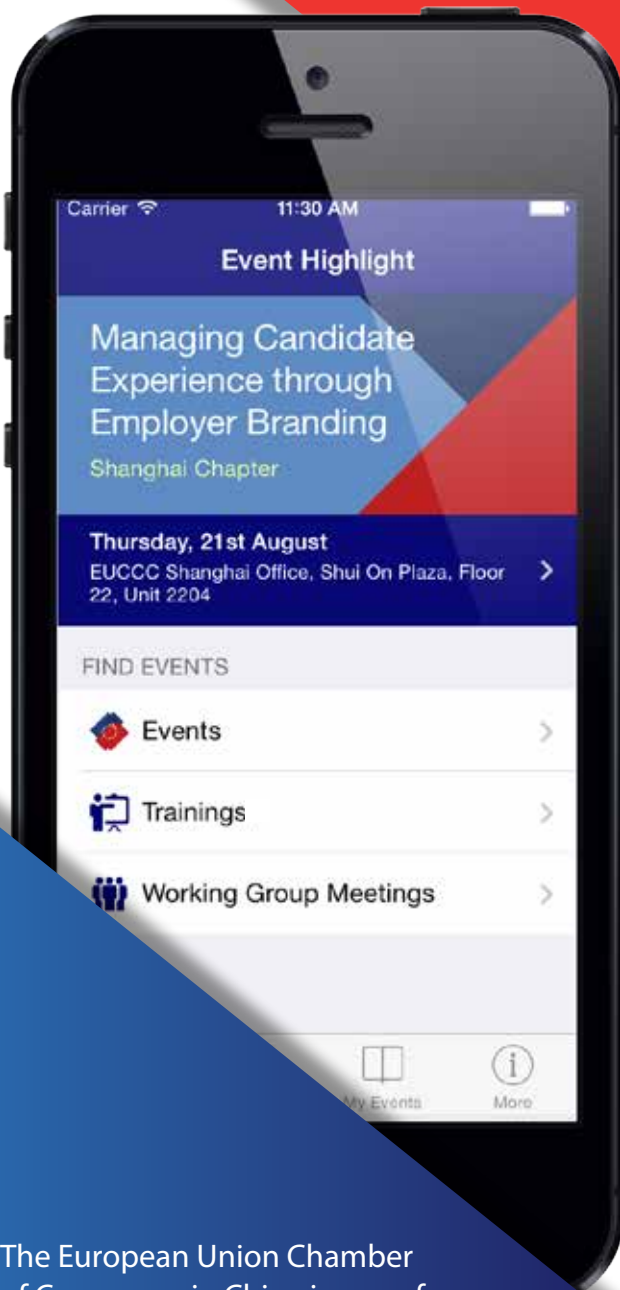 Carrier 11:30 AM
Event Highlight
Managing Candidate
Experience through
Employer Branding
Shanghai Chapter
Thursday, 21st August
EUCCC Shanghai Office, Shui On Plaza, Floor
22, Unit 2204
FIND EVENTS
Events
Trainings
Working Group Meetings
My Events More
The European Union Chamber